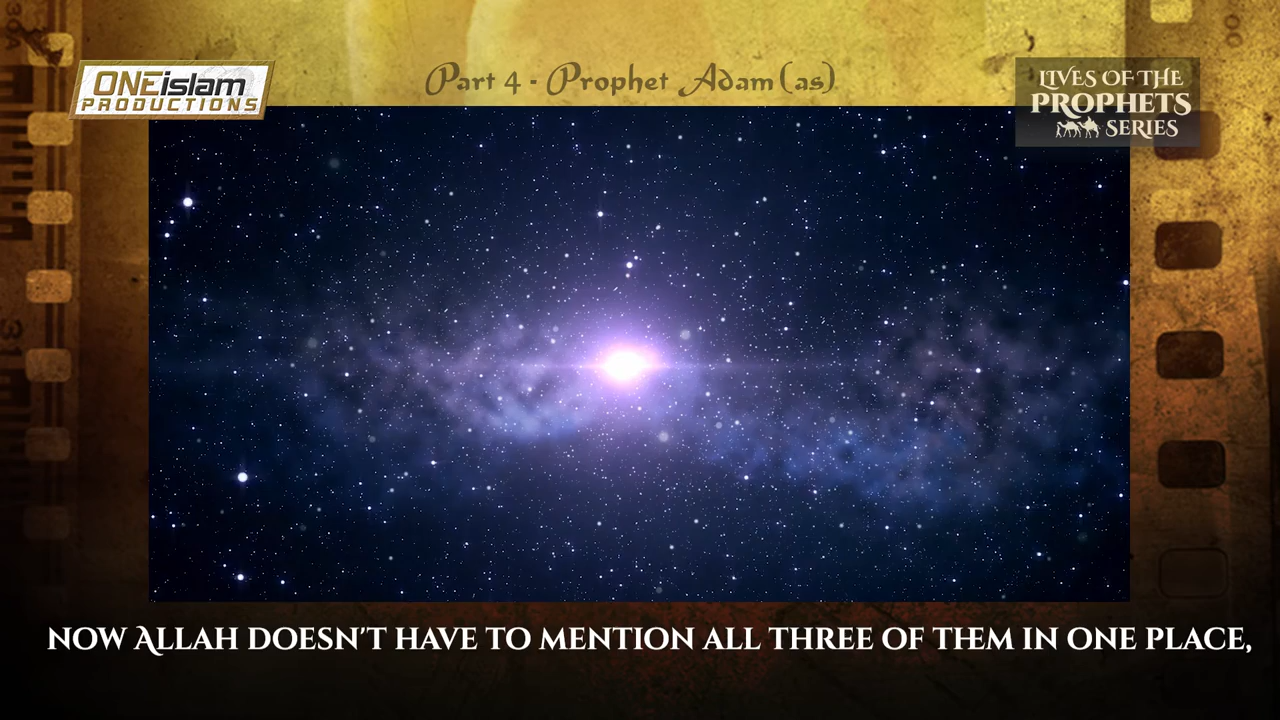 ONEislam
PRODUCTIONS
Part 4 - Prophet Adam (as)
LIVES OF THE
PROPHETS
SERIES
NOW ALLAH DOESN'T HAVE TO MENTION ALL THREE OF THEM IN ONE PLACE,